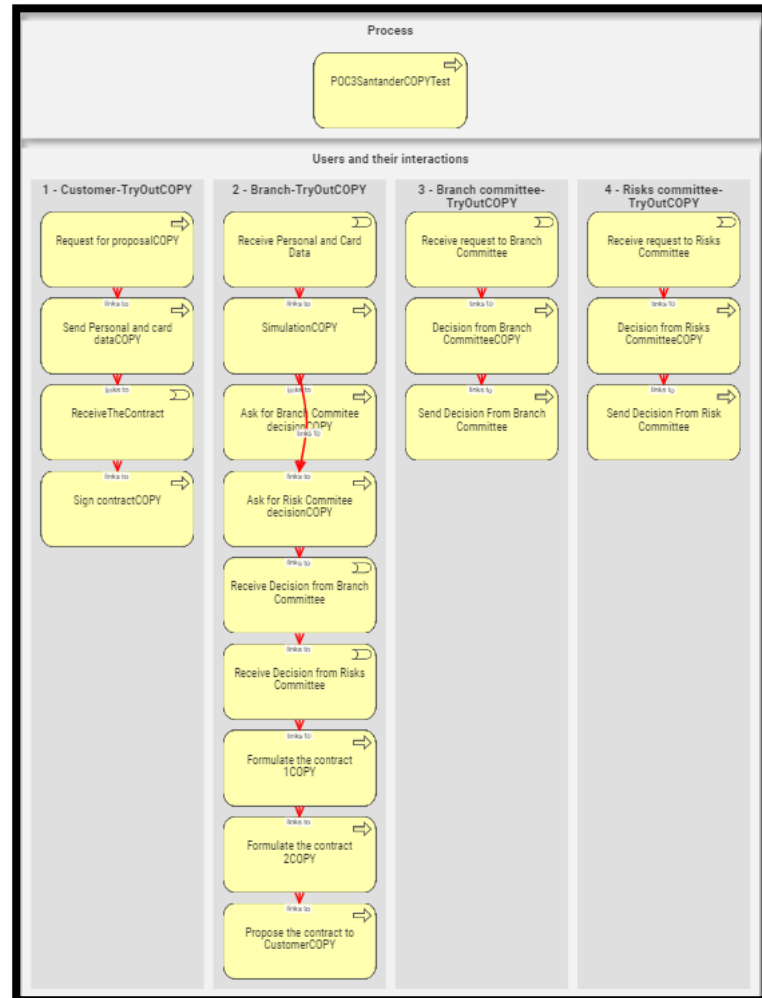 Process
POC3SantanderCOPYTest
Users and their interactions
1 - Customer-TryOutCOPY
Request for proposalCOPY
links to
Send Personal and card
dataCOPY
links to
ReceiveTheContract
links to
Sign contractCOPY
2 - Branch-TryOutCOPY
Receive Personal and Card
Data
links to
SimulationCOPY
links to
Ask for Branch Commitee
decisionCOPY
links to
links to
Ask for Risk Commitee
decisionCOPY
links to
Receive Decision from Branch
Committee
links to
Receive Decision from Risks
Committee
links to
Formulate the contract
1COPY
links to
Formulate the contract
2COPY
links to
Propose the contract to
CustomerCOPY
3 - Branch committee-
TryOutCOPY
Receive request to Branch
Committee
links to
Decision from Branch
CommitteeCOPY
links to
Send Decision From Branch
Committee
4 - Risks committee-
TryOutCOPY
Receive request to Risks
Committee
links to
Decision from Risks
CommitteeCOPY
links to
Send Decision From Risk
Committee